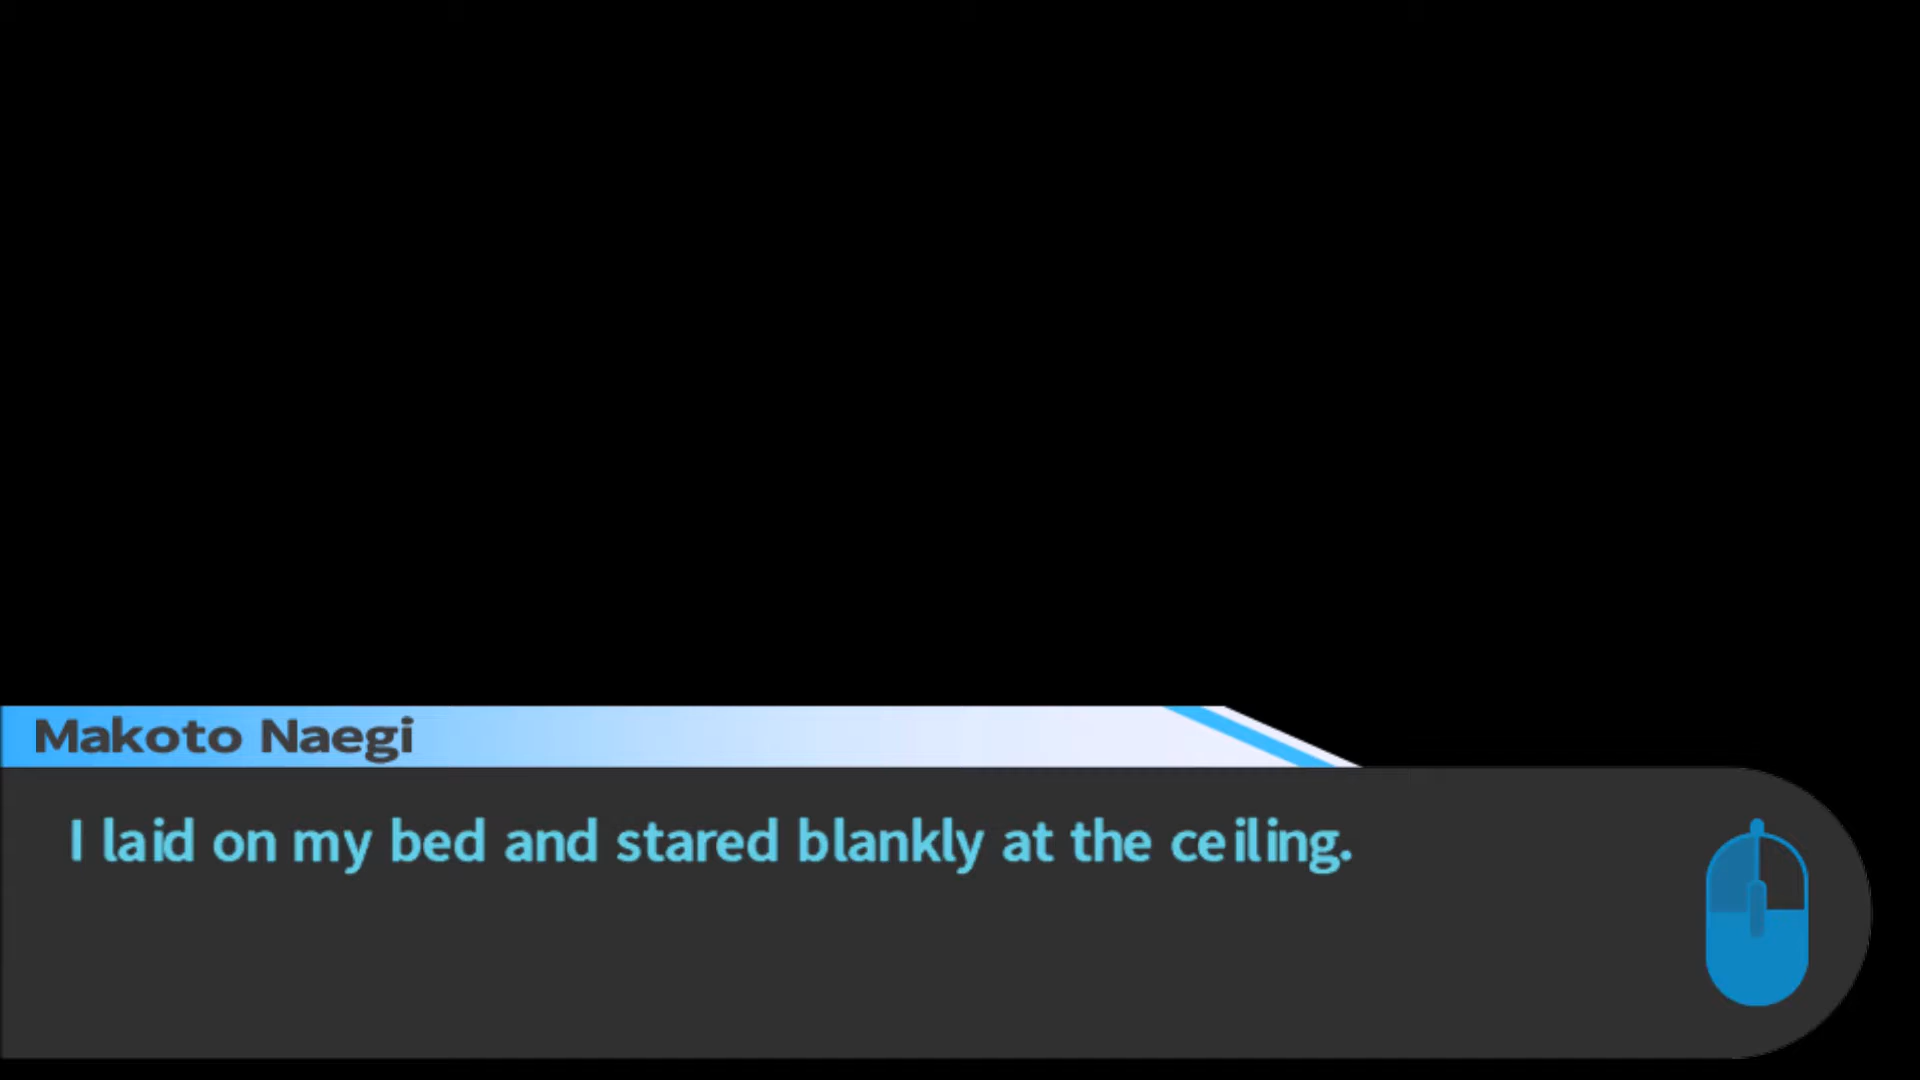 Makoto Naegi
I laid on my bed and stared blankly at the ceiling.